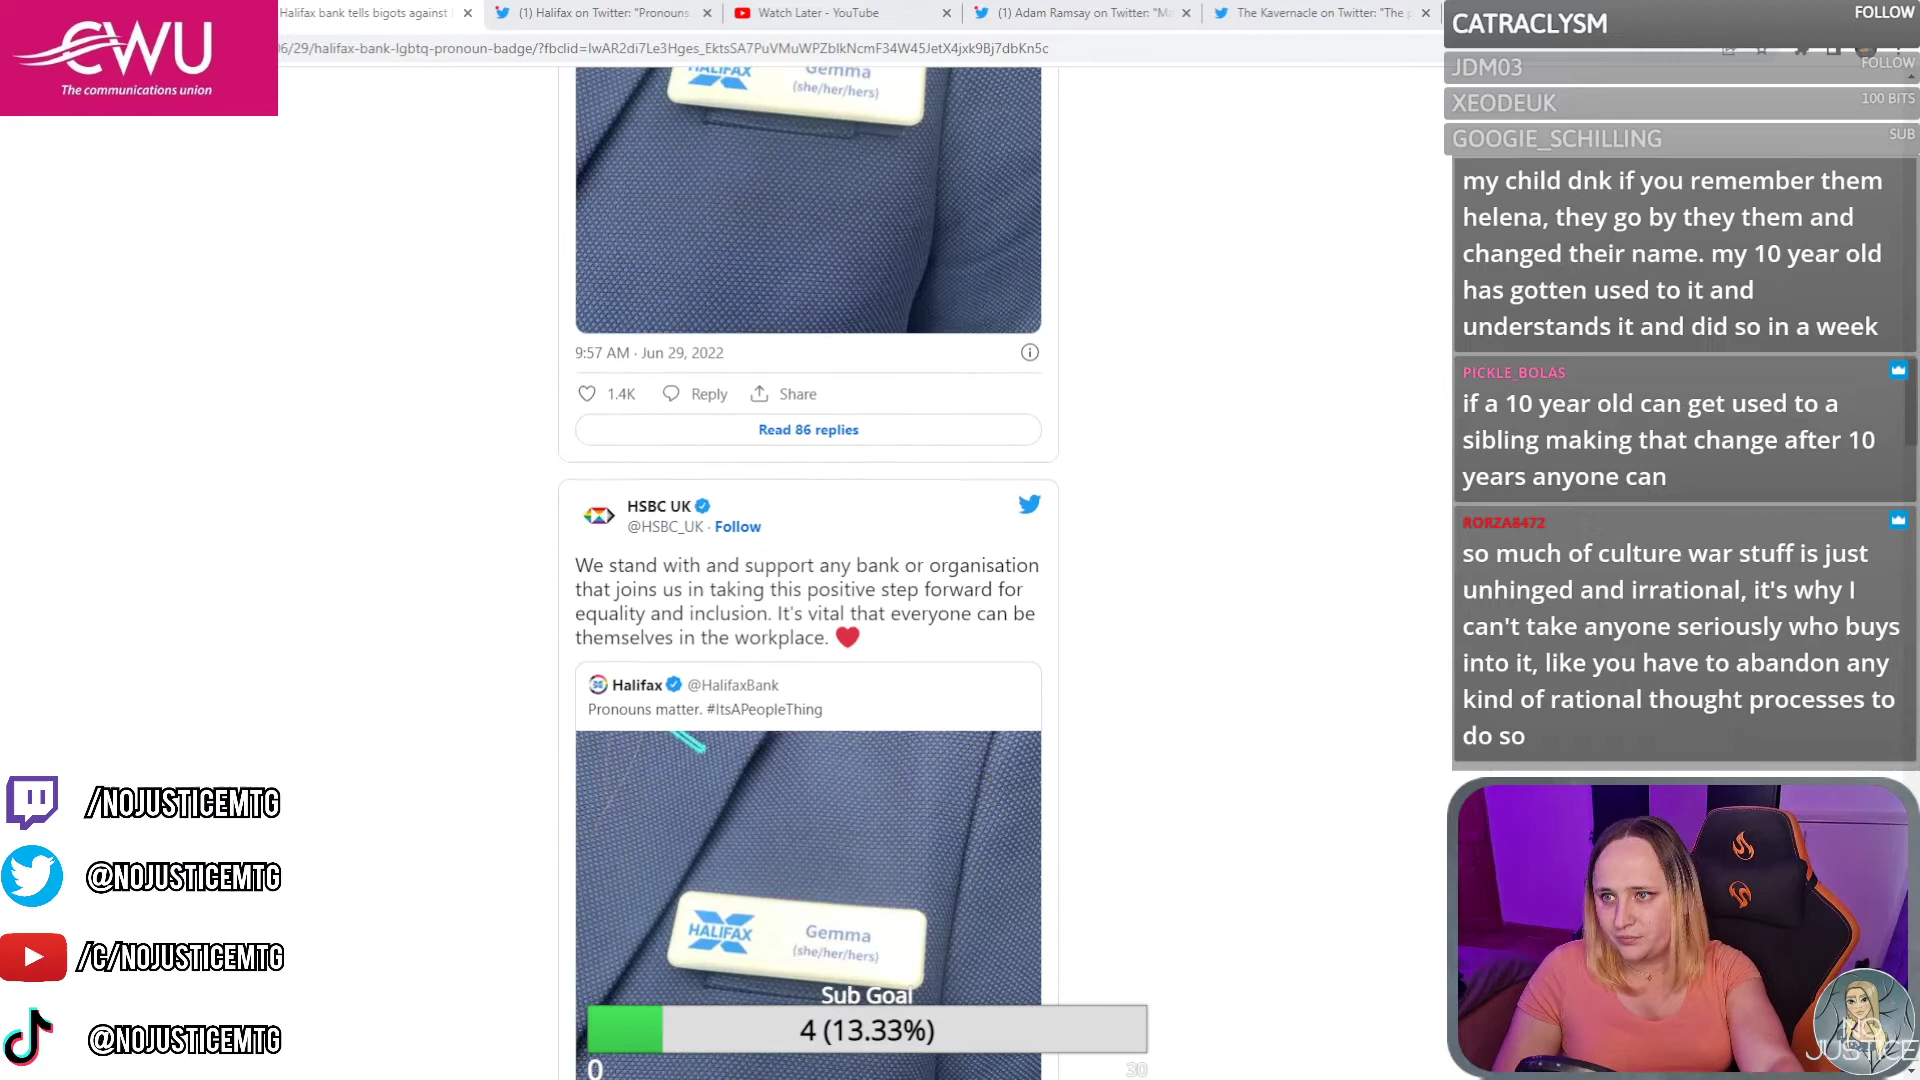 CWU
The communications union
Halifax bank tells bigots against
(1) Halifax on Twitter: "Pronouns
Watch Later - YouTube
(1) Adam Ramsay on Twitter: "Ma
The Kavernacle on Twitter: "The p
06/29/halifax-bank-lgbtq-pronoun-badge/?fbclid=IwAR2di7Le3Hges_EktsSA7PuVMuWPZbIkNcmF34W45JetX4jxk9Bj7dbKn5c
HALIFAX
Gemma
(she/her/hers)
9:57 AM · Jun 29, 2022
1.4K Reply Share
Read 86 replies
HSBC UK
@HSBC_UK · Follow
We stand with and support any bank or organisation
that joins us in taking this positive step forward for
equality and inclusion. It's vital that everyone can be
themselves in the workplace. ❤️
Halifax @HalifaxBank
Pronouns matter. #ItsAPeopleThing
HALIFAX
Gemma
(she/her/hers)
Sub Goal
4 (13.33%)
0
30
/NOJUSTICEMTG
@NOJUSTICEMTG
/C/NOJUSTICEMTG
@NOJUSTICEMTG
CATRACLYSM FOLLOW
JDM03 FOLLOW
XEODEUK 100 BITS
GOOGIE_SCHILLING SUB
my child dnk if you remember them
helena, they go by they them and
changed their name. my 10 year old
has gotten used to it and
understands it and did so in a week
PICKLE_BOLAS
if a 10 year old can get used to a
sibling making that change after 10
years anyone can
RORZA8472
so much of culture war stuff is just
unhinged and irrational, it's why I
can't take anyone seriously who buys
into it, like you have to abandon any
kind of rational thought processes to
do so
NO
JUSTICE